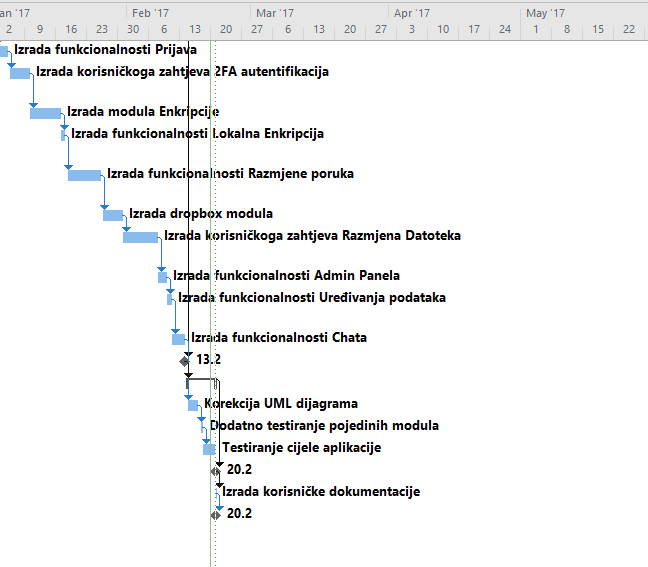 an '17 Feb '17 Mar '17 Apr '17 May '17
2 9 16 23 30 6 13 20 27 6 13 20 27 3 10 17 24 1 8 15 22
Izrada funkcionalnosti Prijava
Izrada korisničkoga zahtjeva 2FA autentifikacija
Izrada modula Enkripcije
Izrada funkcionalnosti Lokalna Enkripcija
Izrada funkcionalnosti Razmjene poruka
Izrada dropbox modula
Izrada korisničkoga zahtjeva Razmjena Datoteka
Izrada funkcionalnosti Admin Panela
Izrada funkcionalnosti Uređivanja podataka
Izrada funkcionalnosti Chata
13.2
Korekcija UML dijagrama
Dodatno testiranje pojedinih modula
Testiranje cijele aplikacije
20.2
Izrada korisničke dokumentacije
20.2